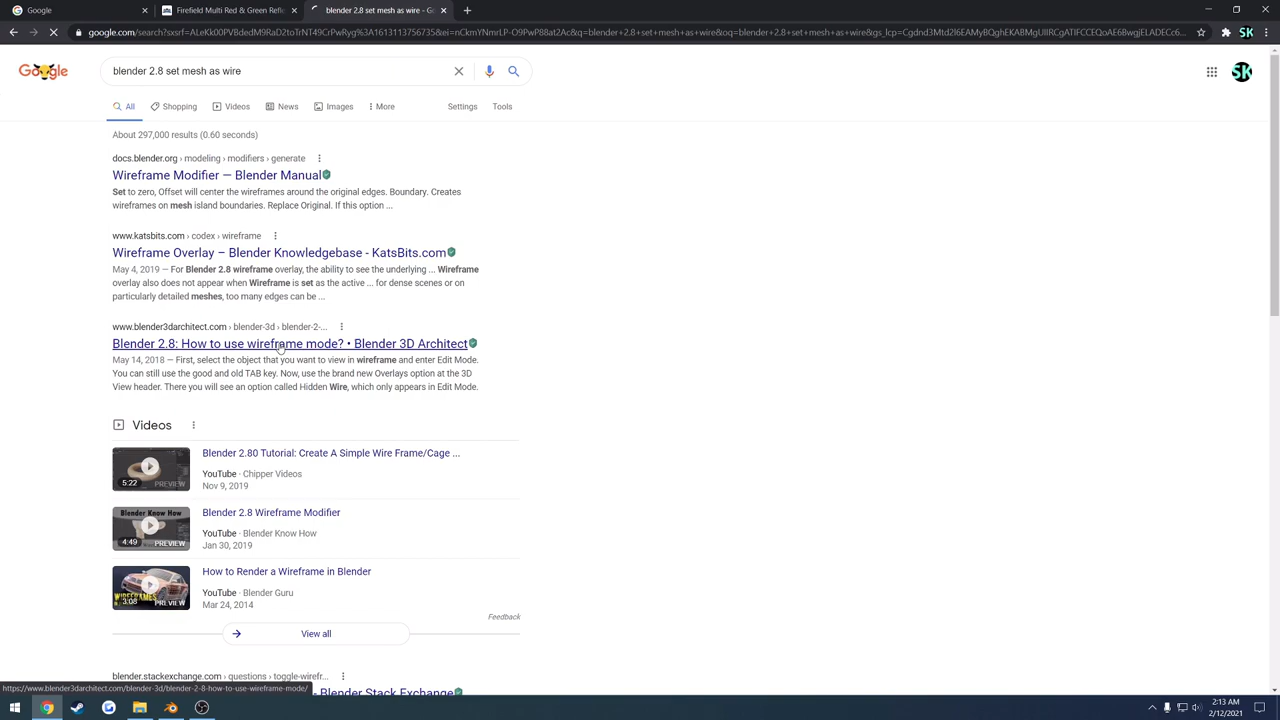 Google
Firefield Multi Green & Red Refle
blender 2.8 set mesh as wire - Go
blender 2.8 set mesh as wire
SK
All
Shopping
Videos
News
Images
More
Settings
Tools
About 297,000 results (0.60 seconds)
docs.blender.org › modeling › modifiers › generate
Wireframe Modifier — Blender Manual
Set to zero, Offset will center the wireframes around the original edges. Boundary. Creates
wireframes on mesh island boundaries. Replace Original. If this option ...
www.katsbits.com › codex › wireframe
Wireframe Overlay – Blender Knowledgebase - KatsBits.com
May 4, 2019 — For Blender 2.8 wireframe overlay, the ability to see the underlying ... Wireframe
overlay also does not appear when Wireframe is set as the active ... for dense scenes or on
particularly detailed meshes, too many edges can be ...
www.blender3darchitect.com › blender-3d › blender-2-...
Blender 2.8: How to use wireframe mode? • Blender 3D Architect
May 14, 2018 — First, select the object that you want to view in wireframe and enter Edit Mode.
You can still use the good and old TAB key. Now, use the brand new Overlays option at the 3D
View header. There you will see an option called Hidden Wire, which only appears in Edit Mode.
Videos
5:22
PREVIEW
Blender 2.80 Tutorial: Create A Simple Wire Frame/Cage ...
YouTube · Chipper Videos
Nov 9, 2019
Blender Know How
4:49
PREVIEW
Blender 2.8 Wireframe Modifier
YouTube · Blender Know How
Jan 30, 2019
WIREFRAMES
3:08
PREVIEW
How to Render a Wireframe in Blender
YouTube · Blender Guru
Mar 24, 2014
Feedback
View all
blender.stackexchange.com › questions › toggle-wirefr...
- Blender Stack Exchange
https://www.blender3darchitect.com/blender-3d/blender-2-8-how-to-use-wireframe-mode/
2:13 AM
2/12/2021